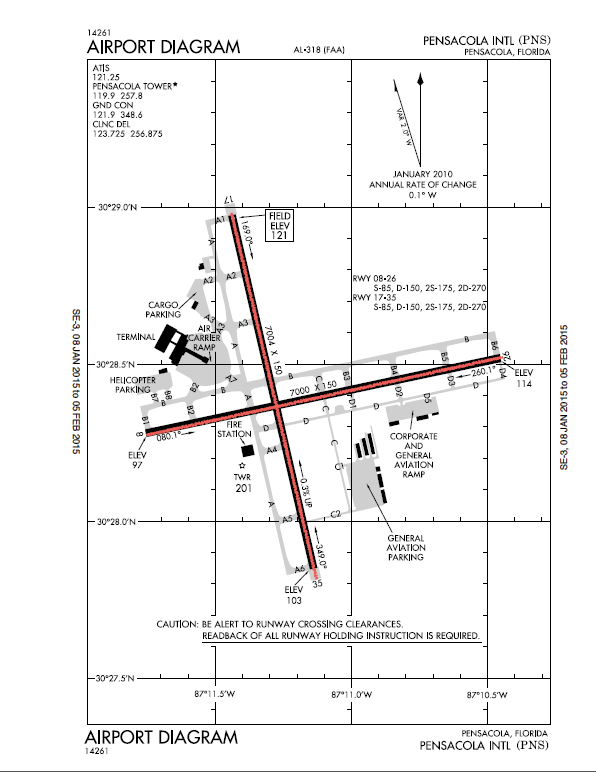 14261
AIRPORT DIAGRAM
AL-318 (FAA)
PENSACOLA INTL (PNS)
PENSACOLA, FLORIDA
ATIS
121.25
PENSACOLA TOWER★
119.9 257.8
GND CON
121.9 348.6
CLNC DEL
123.725 256.875
VAR 2.0° W
JANUARY 2010
ANNUAL RATE OF CHANGE
0.1° W
30°29.0'N
17
A1
169.0°
FIELD
ELEV
121
A
A2
A2
RWY 08-26
S-85, D-150, 2S-175, 2D-270
RWY 17-35
S-85, D-150, 2S-175, 2D-270
CARGO
PARKING
A3
A3
A3
TERMINAL
AIR
CARRIER
RAMP
7004 X 150
30°28.5'N
B
B6
26
B5
B4
B3
ELEV
114
260.1°
D4
D3
D
HELICOPTER
PARKING
A7
B
C
7000 X 150
B8
B7
B
B2
B2
B
A
C
D1
D2
D5
B1
8
080.1°
ELEV
97
FIRE
STATION
D
D
D
C
CORPORATE
AND
GENERAL
AVIATION
RAMP
A4
TWR
201
C1
0.3% UP
A
A5
C2
30°28.0'N
349.0°
GENERAL
AVIATION
PARKING
A6
35
ELEV
103
CAUTION: BE ALERT TO RUNWAY CROSSING CLEARANCES.
READBACK OF ALL RUNWAY HOLDING INSTRUCTION IS REQUIRED.
30°27.5'N
87°11.5'W
87°11.0'W
87°10.5'W
SE-3, 08 JAN 2015 to 05 FEB 2015
SE-3, 08 JAN 2015 to 05 FEB 2015
AIRPORT DIAGRAM
14261
PENSACOLA, FLORIDA
PENSACOLA INTL (PNS)